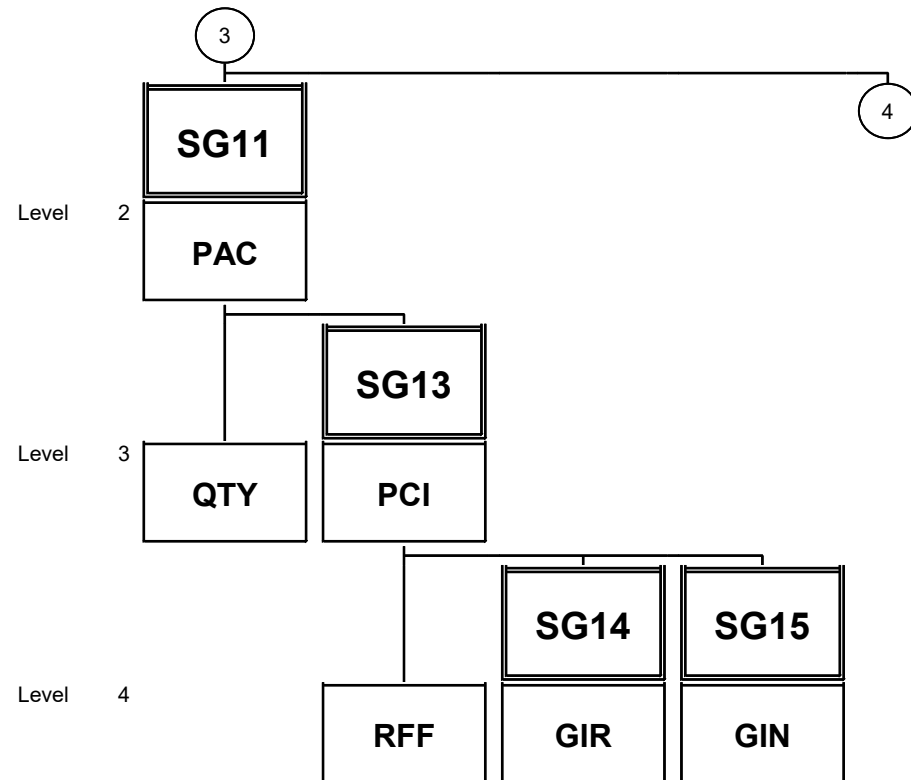 3
4
SG11
Level 2
PAC
SG13
Level 3
QTY PCI
SG14 SG15
Level 4
RFF GIR GIN